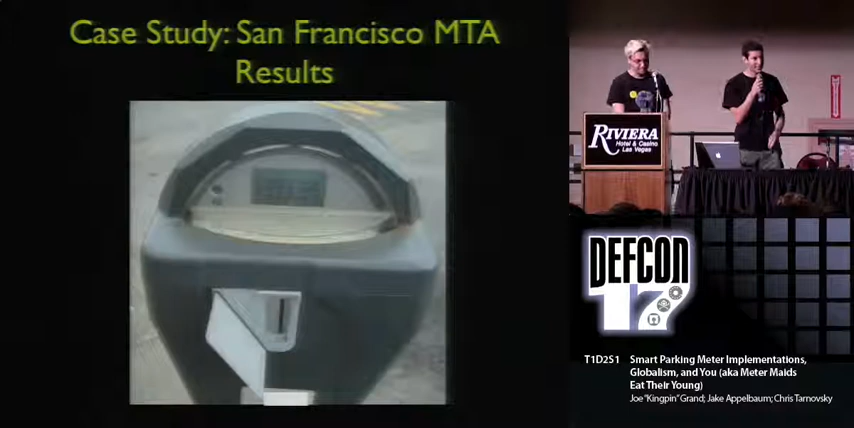 Case Study: San Francisco MTA
Results
RIVIERA
Hotel & Casino
Las Vegas
DEFCON
17
T1D2S1 Smart Parking Meter Implementations,
Globalism, and You (aka Meter Maids
Eat Their Young)
Joe "Kingpin" Grand; Jake Appelbaum; Chris Tarnovsky